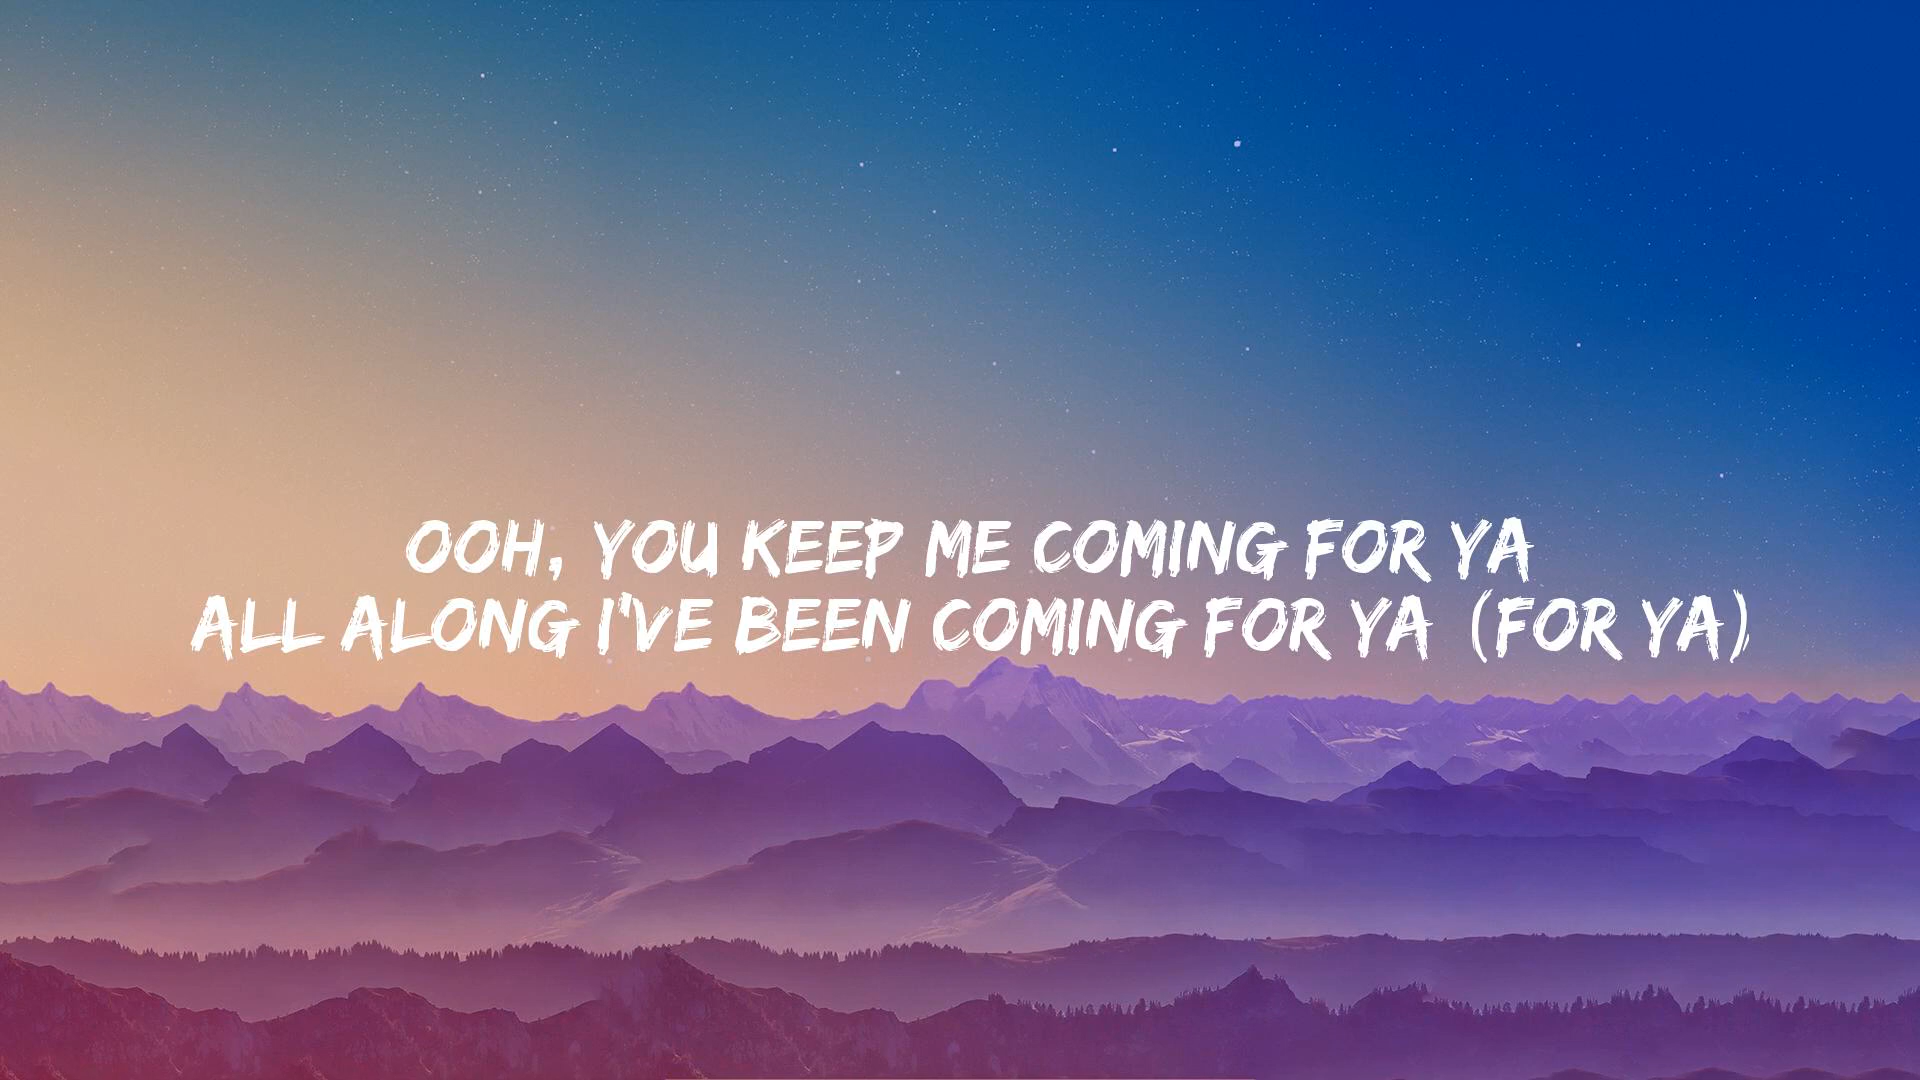 OOH, YOU KEEP ME COMING FOR YA
ALL ALONG I'VE BEEN COMING FOR YA (FOR YA)